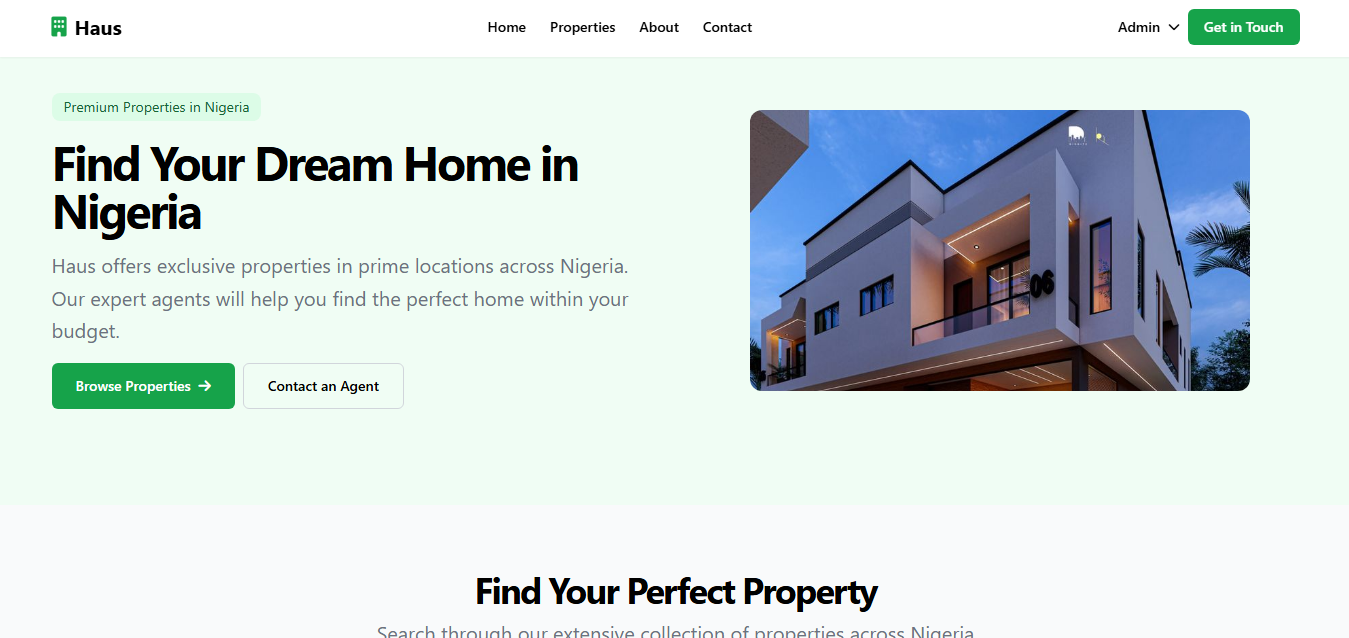 Haus
Home
Properties
About
Contact
Admin
Get in Touch
Premium Properties in Nigeria
Find Your Dream Home in
Nigeria
Haus offers exclusive properties in prime locations across Nigeria.
Our expert agents will help you find the perfect home within your
budget.
Browse Properties
Contact an Agent
06
Find Your Perfect Property
Search through our extensive collection of properties across Nigeria